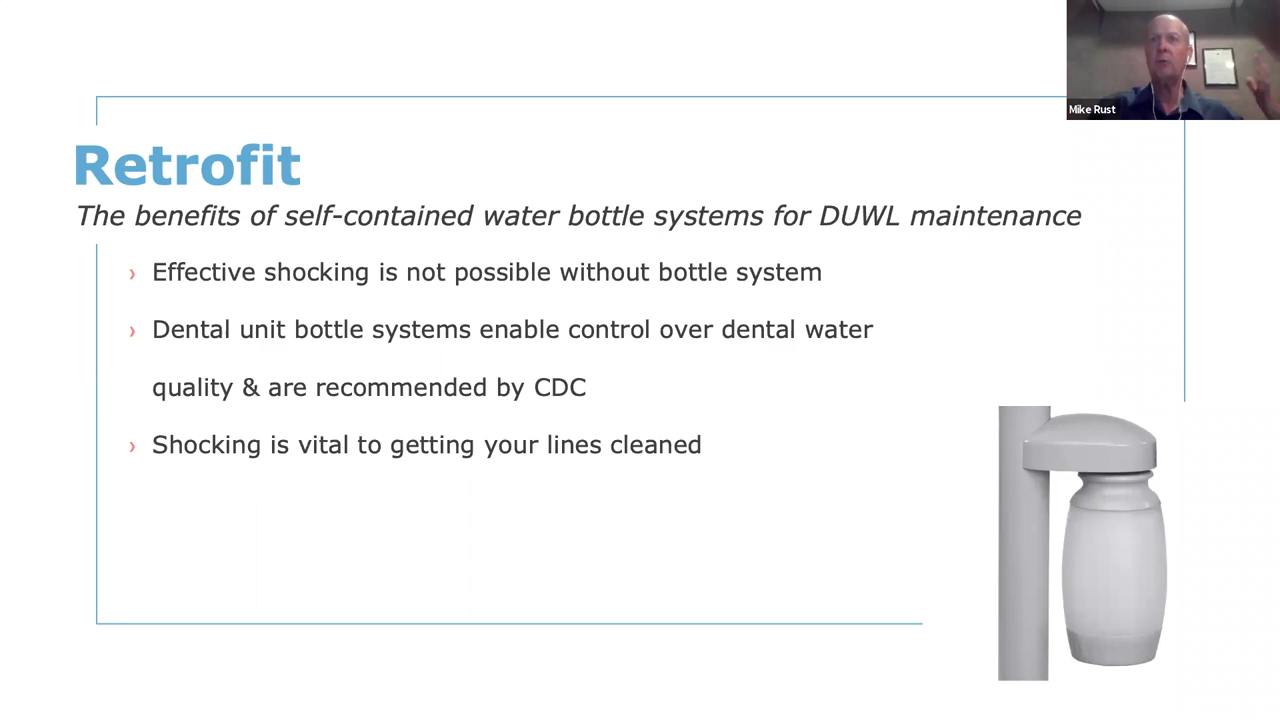 Mike Rust
Retrofit
The benefits of self-contained water bottle systems for DUWL maintenance
› Effective shocking is not possible without bottle system
› Dental unit bottle systems enable control over dental water
quality & are recommended by CDC
› Shocking is vital to getting your lines cleaned